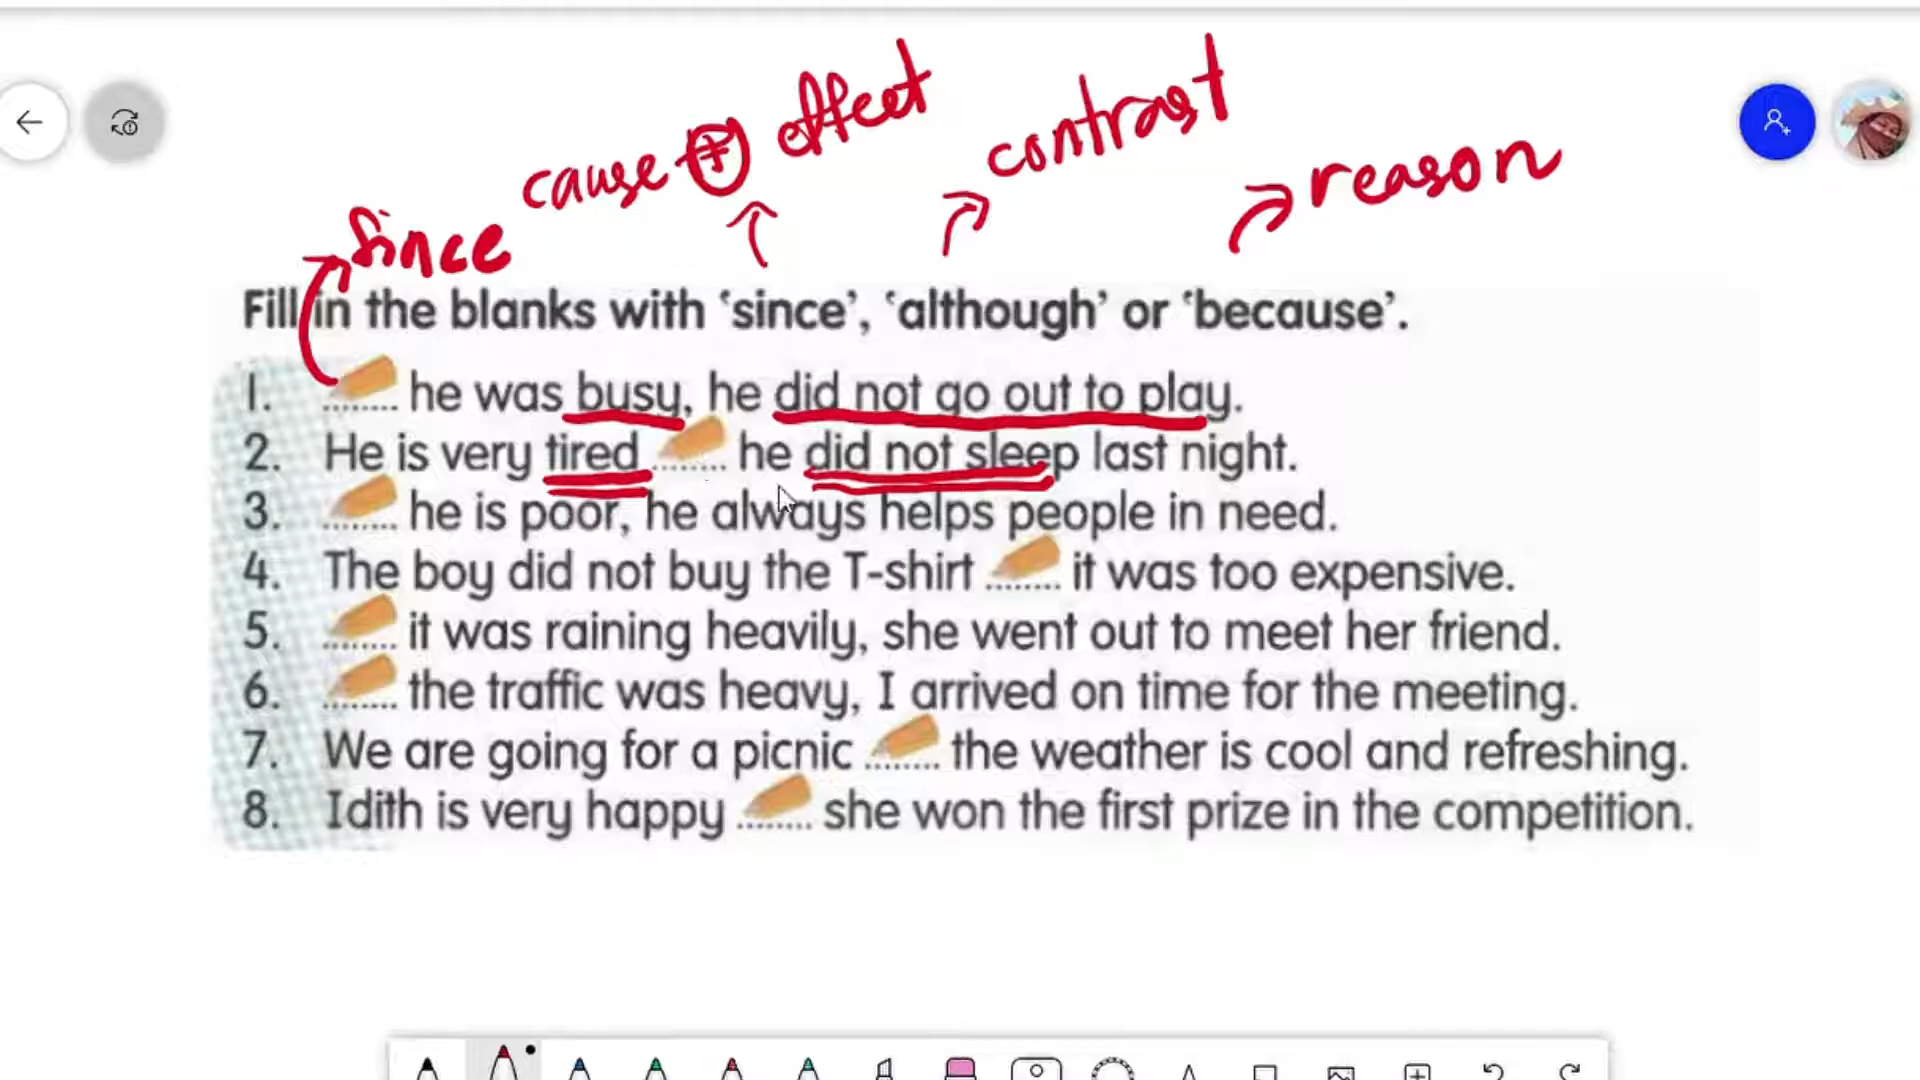 cause + effect
contrast
reason
since
Fill in the blanks with ‘since’, ‘although’ or ‘because’.
1. ........ he was busy, he did not go out to play.
2. He is very tired ........ he did not sleep last night.
3. ........ he is poor, he always helps people in need.
4. The boy did not buy the T-shirt ........ it was too expensive.
5. ........ it was raining heavily, she went out to meet her friend.
6. ........ the traffic was heavy, I arrived on time for the meeting.
7. We are going for a picnic ........ the weather is cool and refreshing.
8. Idith is very happy ........ she won the first prize in the competition.